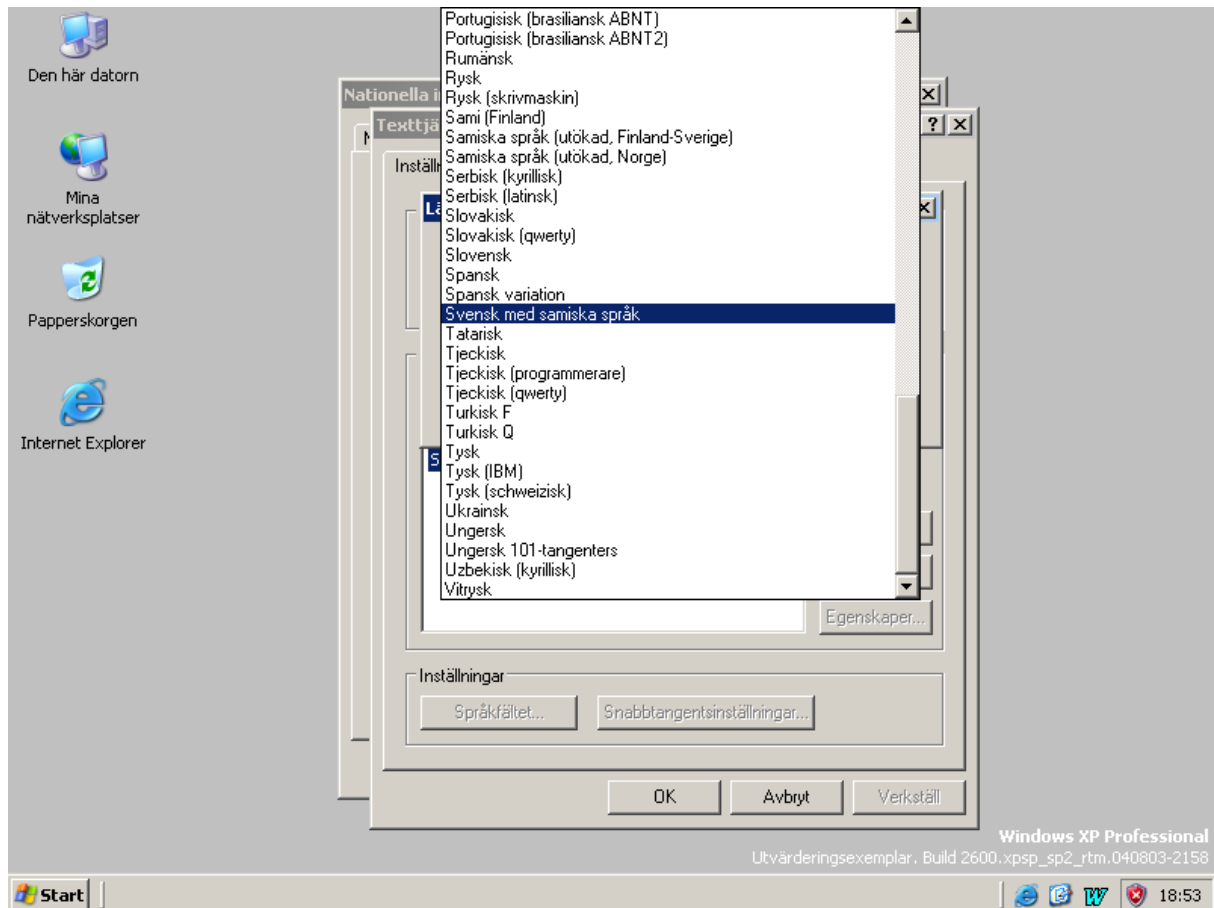 Den här datorn
Mina
nätverksplatser
Papperskorgen
Internet Explorer
Nationella i
Texttjä
Inställ
Portugisisk (brasiliansk ABNT)
Portugisisk (brasiliansk ABNT2)
Rumänsk
Rysk
Rysk (skrivmaskin)
Sami (Finland)
Samiska språk (utökad, Finland-Sverige)
Samiska språk (utökad, Norge)
Serbisk (kyrillisk)
Serbisk (latinsk)
Slovakisk
Slovakisk (qwerty)
Slovensk
Spansk
Spansk variation
Svensk med samiska språk
Tatarisk
Tjeckisk
Tjeckisk (programmerare)
Tjeckisk (qwerty)
Turkisk F
Turkisk Q
Tysk
Tysk (IBM)
Tysk (schweizisk)
Ukrainsk
Ungersk
Ungersk 101-tangenters
Uzbekisk (kyrillisk)
Vitrysk
Egenskaper...
Inställningar
Språkfältet...
Snabbtangentsinställningar...
OK
Avbryt
Verkställ
Windows XP Professional
Utvärderingsexemplar. Build 2600.xpsp_sp2_rtm.040803-2158
Start
18:53